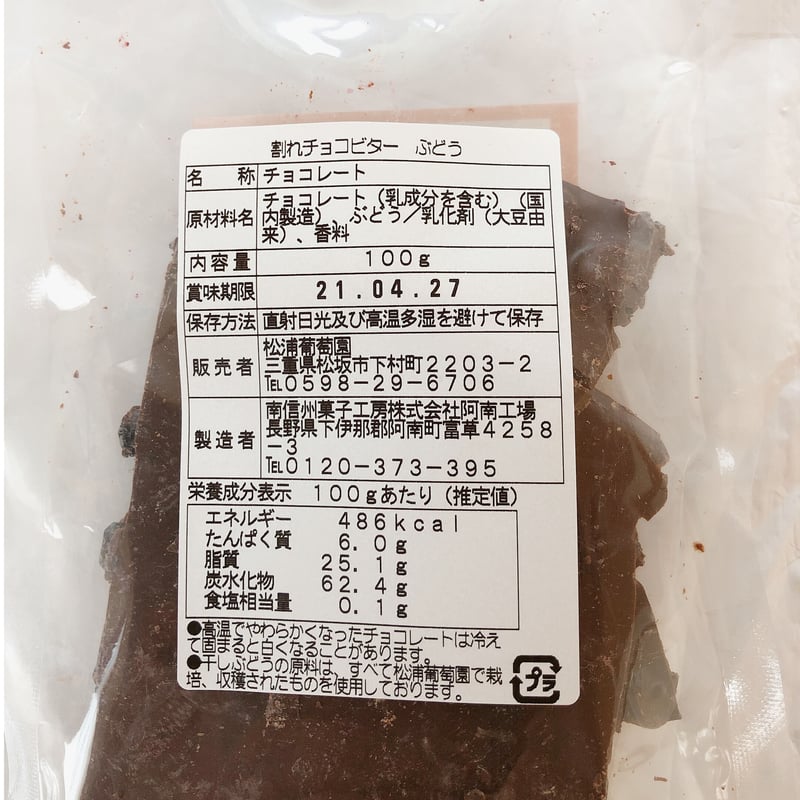 割れチョコビター　ぶどう
名　称 チョコレート
原材料名 チョコレート（乳成分を含む）（国
内製造）、ぶどう／乳化剤（大豆由
来）、香料
内容量 100g
賞味期限 21.04.27
保存方法 直射日光及び高温多湿を避けて保存
販売者 松浦葡萄園
三重県松坂市下村町2203-2
℡0598-29-6706
製造者 南信州菓子工房株式会社阿南工場
長野県下伊那郡阿南町富草4258
-3
℡0120-373-395
栄養成分表示　100gあたり（推定値）
エネルギー 486kcal
たんぱく質 6.0g
脂質 25.1g
炭水化物 62.4g
食塩相当量 0.1g
●高温でやわらかくなったチョコレートは冷え
て固まると白くなることがあります。
●干しぶどうの原料は、すべて松浦葡萄園で栽
培、収穫されたものを使用しております。
プラ